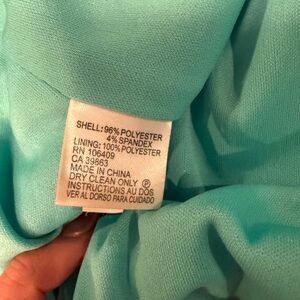 SHELL: 96% POLYESTER
4% SPANDEX
LINING: 100% POLYESTER
RN 106409
CA 39863
MADE IN CHINA
DRY CLEAN ONLY Ⓟ
INSTRUCTIONS AU DOS
VER AL DORSO PARA CUIDADO